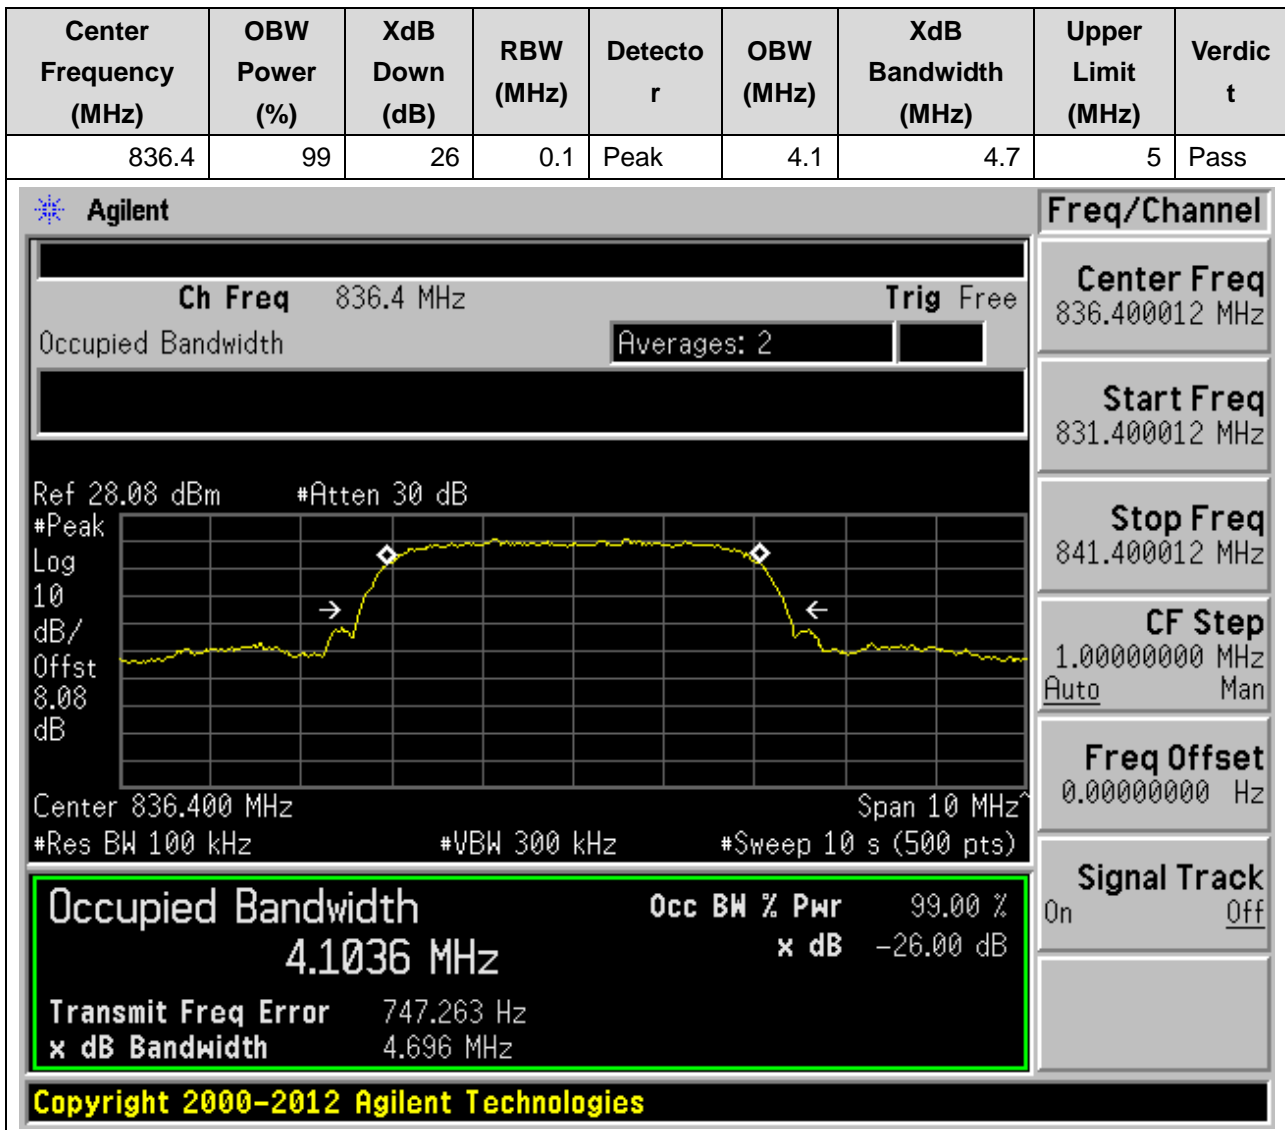 Center Frequency (MHz) OBW Power (%) XdB Down (dB) RBW (MHz) Detecto r OBW (MHz) XdB Bandwidth (MHz) Upper Limit (MHz) Verdic t
836.4 99 26 0.1 Peak 4.1 4.7 5 Pass
Agilent
Ch Freq 836.4 MHz Trig Free
Occupied Bandwidth Averages: 2
Ref 28.08 dBm #Atten 30 dB
#Peak
Log
10
dB/
Offst
8.08
dB
Center 836.400 MHz Span 10 MHz^
#Res BW 100 kHz #VBW 300 kHz #Sweep 10 s (500 pts)
Occupied Bandwidth Occ BW % Pwr 99.00 %
4.1036 MHz x dB -26.00 dB
Transmit Freq Error 747.263 Hz
x dB Bandwidth 4.696 MHz
Copyright 2000-2012 Agilent Technologies
Freq/Channel
Center Freq
836.400012 MHz
Start Freq
831.400012 MHz
Stop Freq
841.400012 MHz
CF Step
1.00000000 MHz
Auto Man
Freq Offset
0.00000000 Hz
Signal Track
On Off